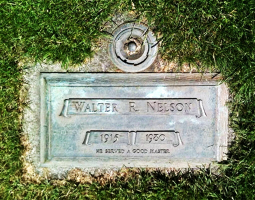 WALTER R. NELSON
1915 1980
HE SERVED A GOOD MASTER